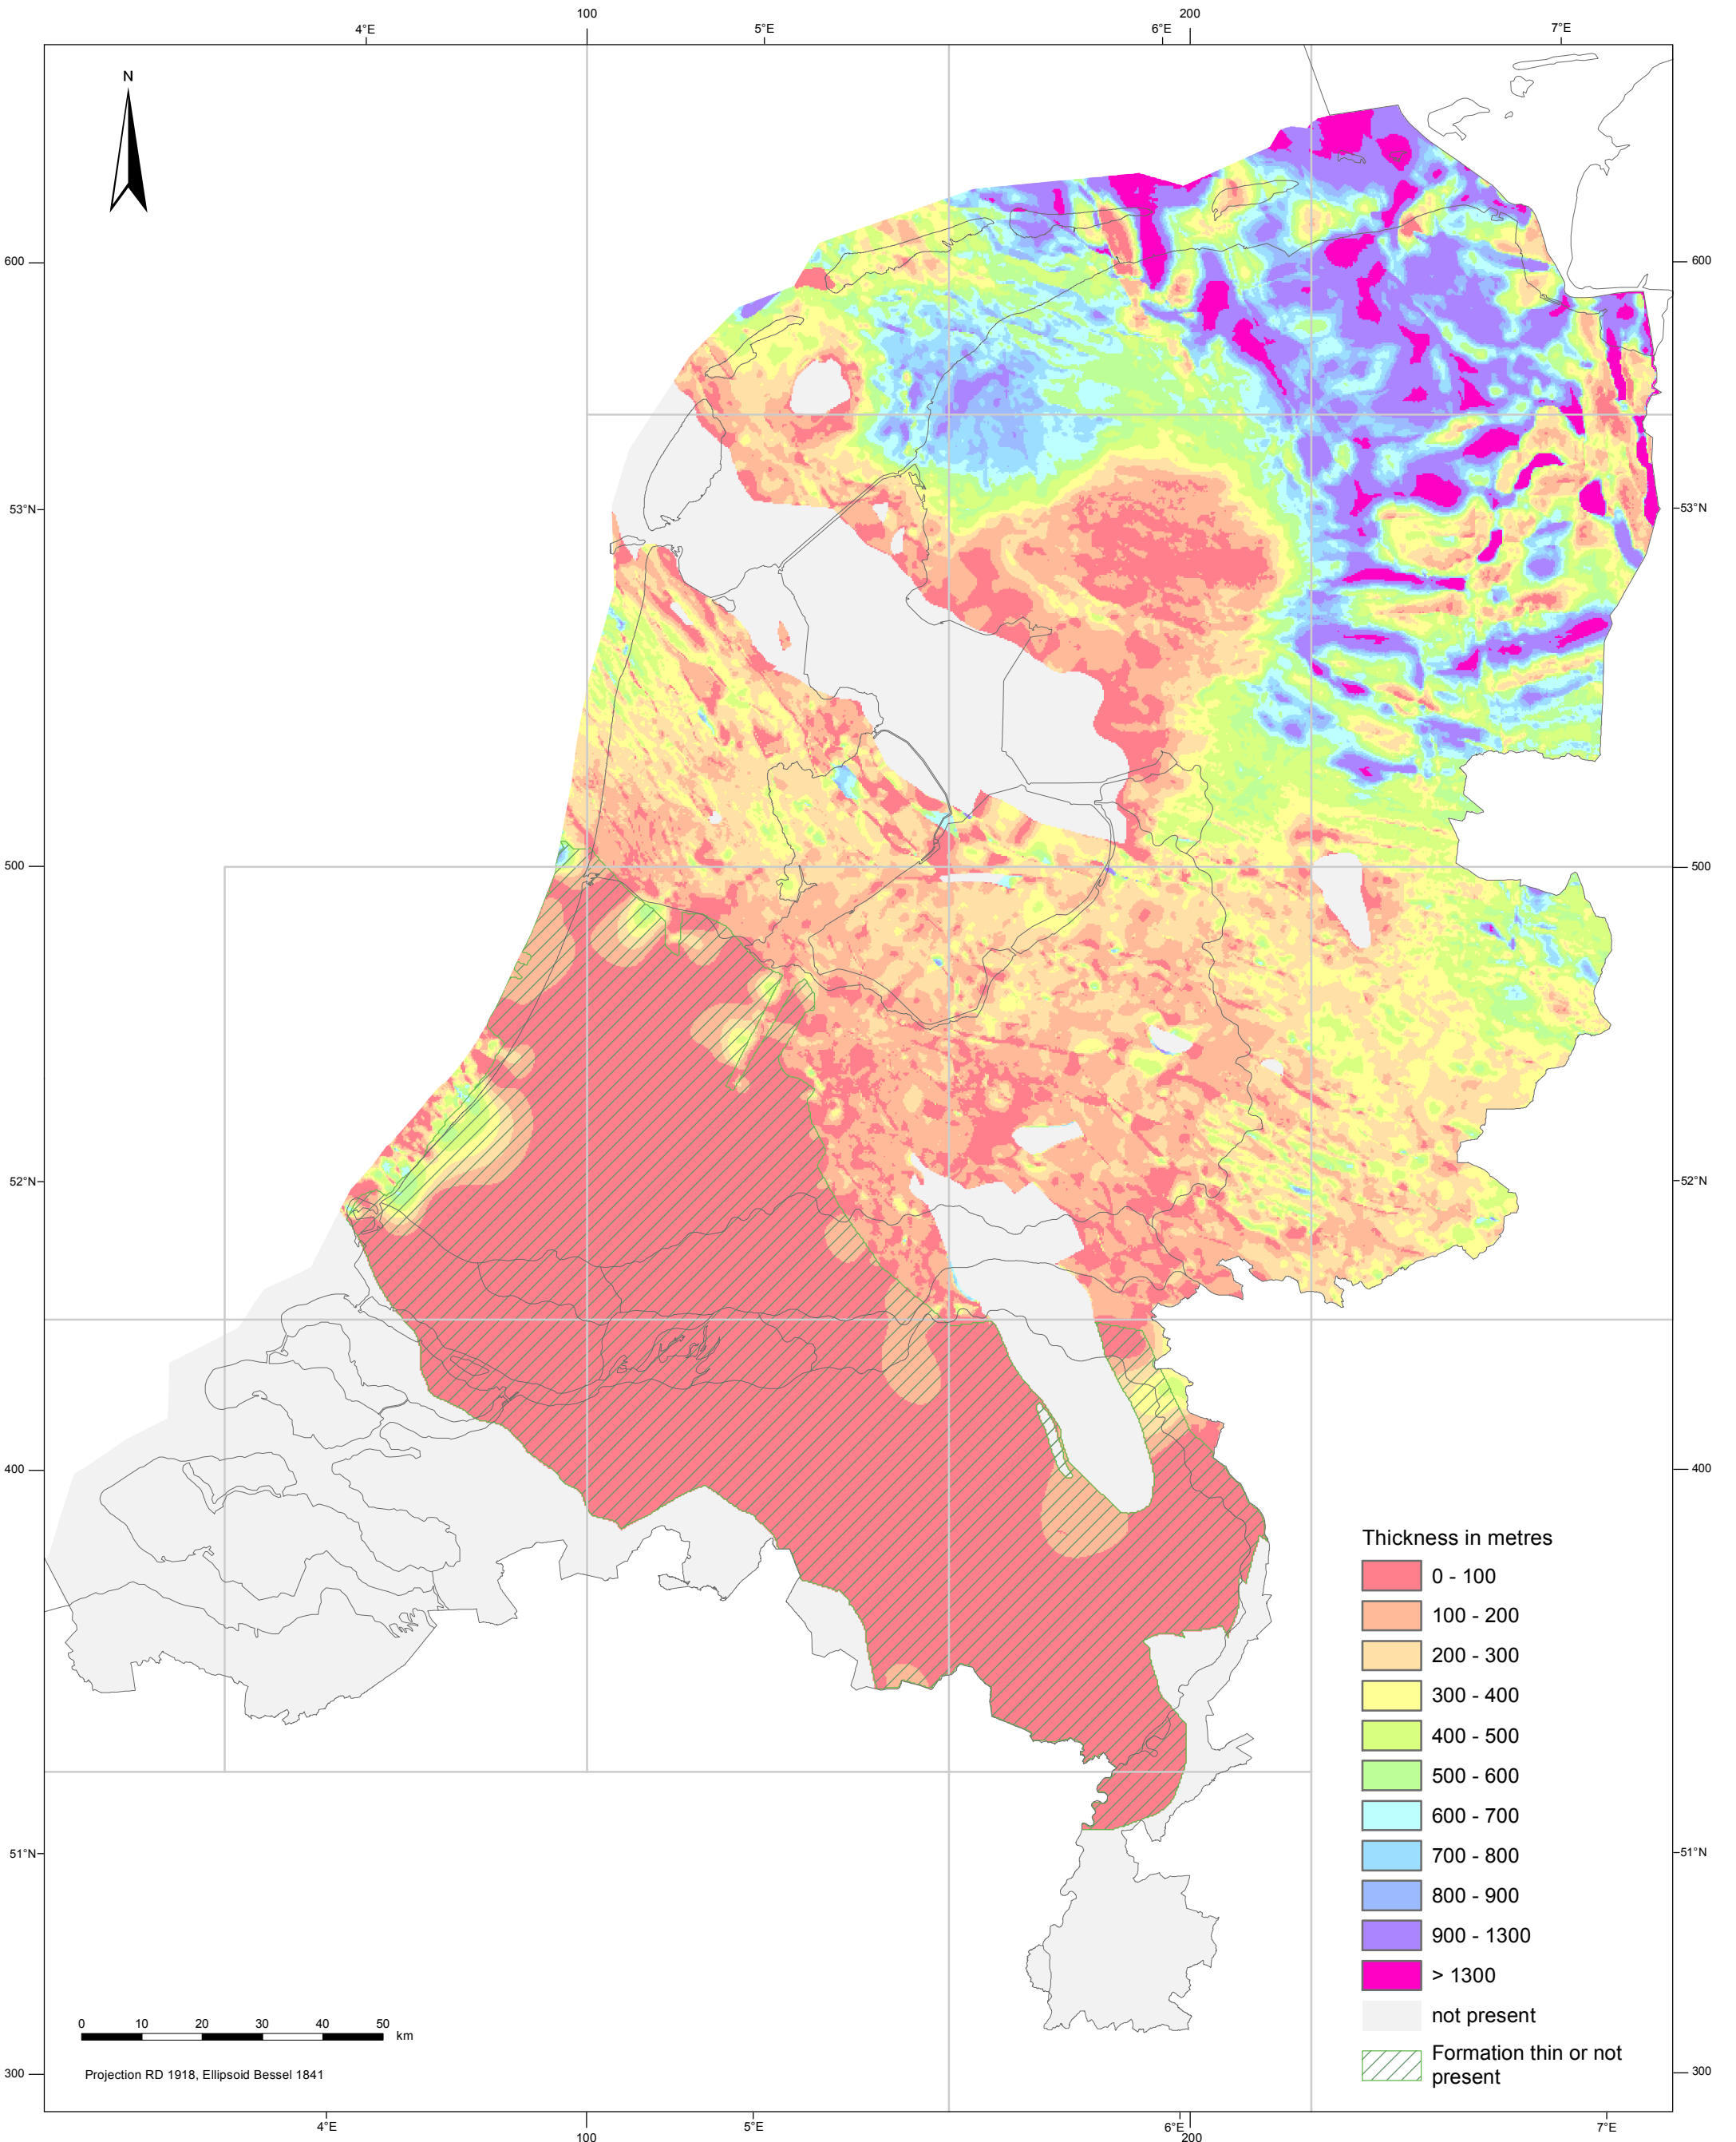 100 200
4°E 5°E 6°E 7°E
N
600 600
53°N 53°N
500 500
52°N 52°N
400 400
Thickness in metres
0 - 100
100 - 200
200 - 300
300 - 400
400 - 500
500 - 600
600 - 700
700 - 800
800 - 900
900 - 1300
> 1300
not present
Formation thin or not
present
51°N 51°N
0 10 20 30 40 50 km
Projection RD 1918, Ellipsoid Bessel 1841
300 300
4°E 5°E 6°E 7°E
100 200